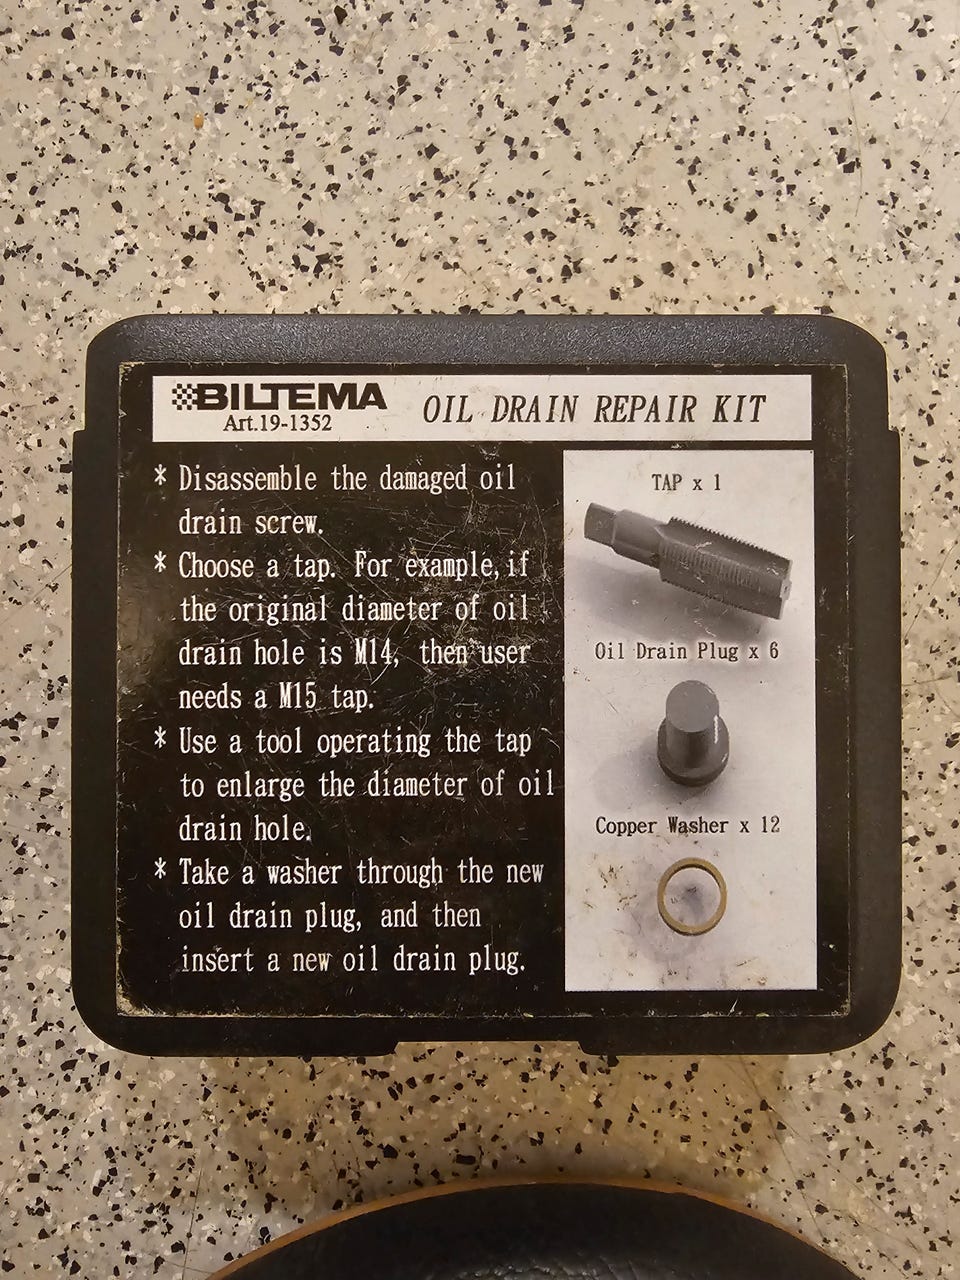 BILTEMA
Art.19-1352
OIL DRAIN REPAIR KIT
* Disassemble the damaged oil
drain screw.
* Choose a tap. For example,if
the original diameter of oil
drain hole is M14, then user
needs a M15 tap.
* Use a tool operating the tap
to enlarge the diameter of oil
drain hole.
* Take a washer through the new
oil drain plug, and then
insert a new oil drain plug.
TAP x 1
Oil Drain Plug x 6
Copper Washer x 12